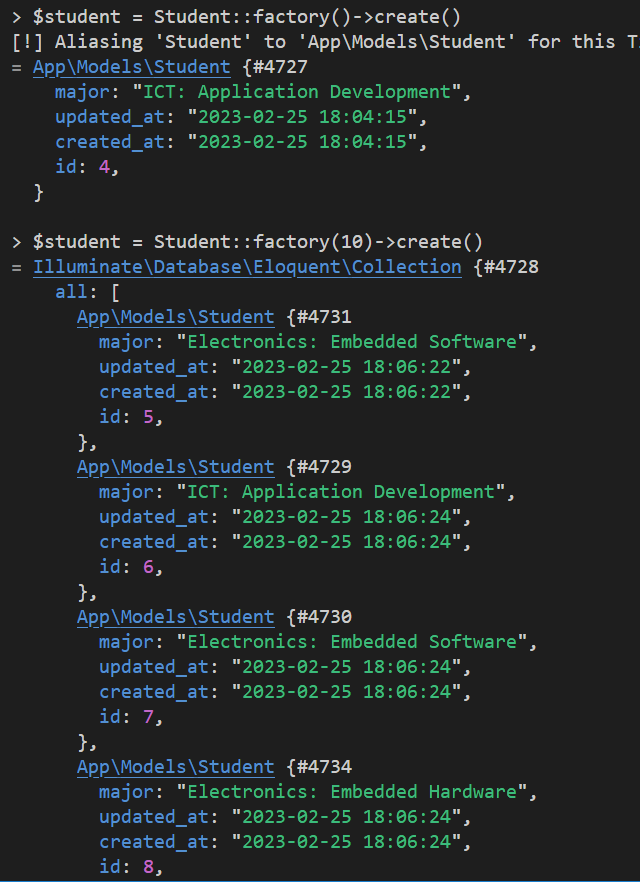 > $student = Student::factory()->create()
[!] Aliasing 'Student' to 'App\Models\Student' for this T
= App\Models\Student {#4727
    major: "ICT: Application Development",
    updated_at: "2023-02-25 18:04:15",
    created_at: "2023-02-25 18:04:15",
    id: 4,
  }
> $student = Student::factory(10)->create()
= Illuminate\Database\Eloquent\Collection {#4728
    all: [
      App\Models\Student {#4731
        major: "Electronics: Embedded Software",
        updated_at: "2023-02-25 18:06:22",
        created_at: "2023-02-25 18:06:22",
        id: 5,
      },
      App\Models\Student {#4729
        major: "ICT: Application Development",
        updated_at: "2023-02-25 18:06:24",
        created_at: "2023-02-25 18:06:24",
        id: 6,
      },
      App\Models\Student {#4730
        major: "Electronics: Embedded Software",
        updated_at: "2023-02-25 18:06:24",
        created_at: "2023-02-25 18:06:24",
        id: 7,
      },
      App\Models\Student {#4734
        major: "Electronics: Embedded Hardware",
        updated_at: "2023-02-25 18:06:24",
        created_at: "2023-02-25 18:06:24",
        id: 8,